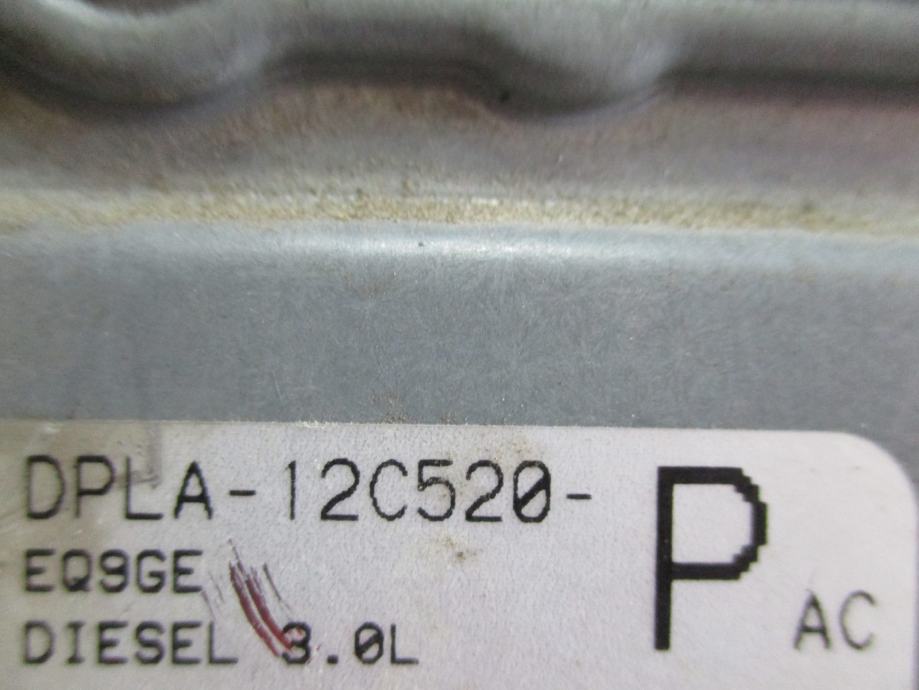 DPLA-12C520-
P
EQ9GE
AC
DIESEL 3.0L